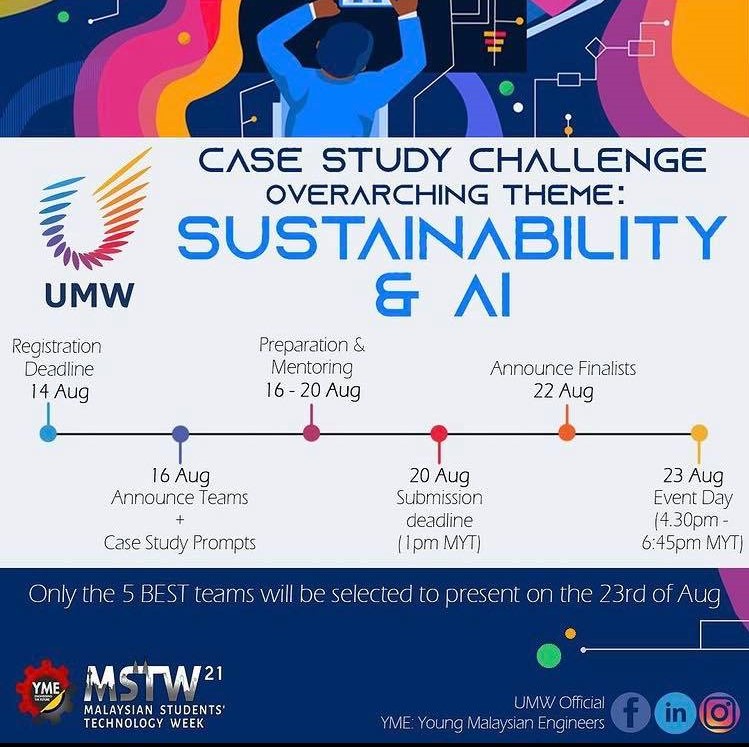 CASE STUDY CHALLENGE
OVERARCHING THEME:
SUSTAINABILITY
& AI
UMW
Registration
Deadline
14 Aug
16 Aug
Announce Teams
+
Case Study Prompts
Preparation &
Mentoring
16 - 20 Aug
20 Aug
Submission
deadline
(1pm MYT)
Announce Finalists
22 Aug
23 Aug
Event Day
(4.30pm -
6:45pm MYT)
Only the 5 BEST teams will be selected to present on the 23rd of Aug
YME
MSTW 21
MALAYSIAN STUDENTS'
TECHNOLOGY WEEK
UMW Official
YME: Young Malaysian Engineers
f
in